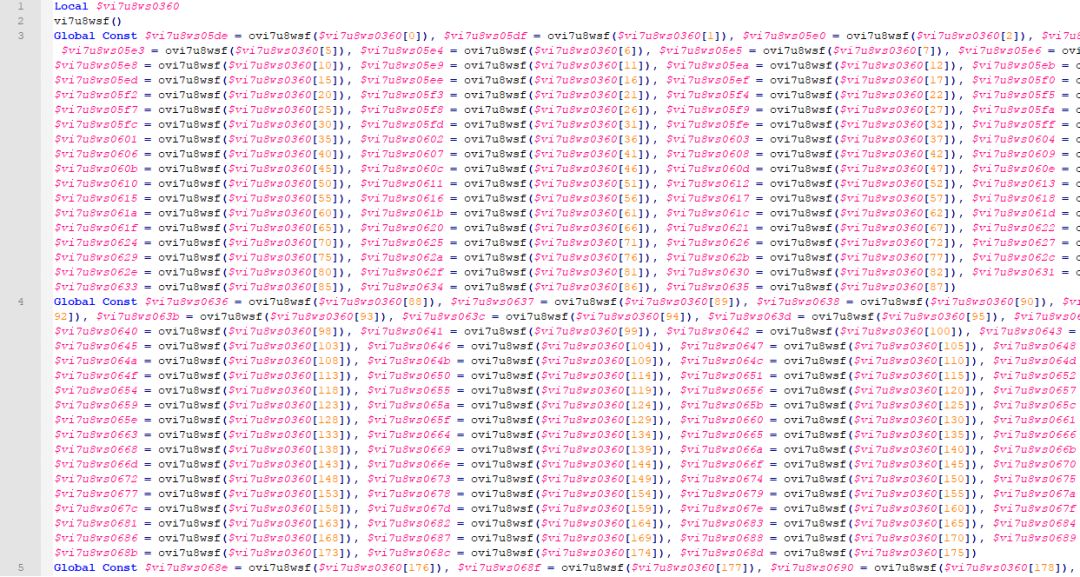 1 Local $vi7u8ws0360
2 vi7u8wsf()
3 Global Const $vi7u8ws05de = ovi7u8wsf($vi7u8ws0360[0]), $vi7u8ws05df = ovi7u8wsf($vi7u8ws0360[1]), $vi7u8ws05e0 = ovi7u8wsf($vi7u8ws0360[2]), $vi7u8
$vi7u8ws05e3 = ovi7u8wsf($vi7u8ws0360[5]), $vi7u8ws05e4 = ovi7u8wsf($vi7u8ws0360[6]), $vi7u8ws05e5 = ovi7u8wsf($vi7u8ws0360[7]), $vi7u8ws05e6 = o
$vi7u8ws05e8 = ovi7u8wsf($vi7u8ws0360[10]), $vi7u8ws05e9 = ovi7u8wsf($vi7u8ws0360[11]), $vi7u8ws05ea = ovi7u8wsf($vi7u8ws0360[12]), $vi7u8ws05eb = o
$vi7u8ws05ed = ovi7u8wsf($vi7u8ws0360[15]), $vi7u8ws05ee = ovi7u8wsf($vi7u8ws0360[16]), $vi7u8ws05ef = ovi7u8wsf($vi7u8ws0360[17]), $vi7u8ws05f0 = o
$vi7u8ws05f2 = ovi7u8wsf($vi7u8ws0360[20]), $vi7u8ws05f3 = ovi7u8wsf($vi7u8ws0360[21]), $vi7u8ws05f4 = ovi7u8wsf($vi7u8ws0360[22]), $vi7u8ws05f5 = o
$vi7u8ws05f7 = ovi7u8wsf($vi7u8ws0360[25]), $vi7u8ws05f8 = ovi7u8wsf($vi7u8ws0360[26]), $vi7u8ws05f9 = ovi7u8wsf($vi7u8ws0360[27]), $vi7u8ws05fa = o
$vi7u8ws05fc = ovi7u8wsf($vi7u8ws0360[30]), $vi7u8ws05fd = ovi7u8wsf($vi7u8ws0360[31]), $vi7u8ws05fe = ovi7u8wsf($vi7u8ws0360[32]), $vi7u8ws05ff = o
$vi7u8ws0601 = ovi7u8wsf($vi7u8ws0360[35]), $vi7u8ws0602 = ovi7u8wsf($vi7u8ws0360[36]), $vi7u8ws0603 = ovi7u8wsf($vi7u8ws0360[37]), $vi7u8ws0604 = o
$vi7u8ws0606 = ovi7u8wsf($vi7u8ws0360[40]), $vi7u8ws0607 = ovi7u8wsf($vi7u8ws0360[41]), $vi7u8ws0608 = ovi7u8wsf($vi7u8ws0360[42]), $vi7u8ws0609 = o
$vi7u8ws060b = ovi7u8wsf($vi7u8ws0360[45]), $vi7u8ws060c = ovi7u8wsf($vi7u8ws0360[46]), $vi7u8ws060d = ovi7u8wsf($vi7u8ws0360[47]), $vi7u8ws060e = o
$vi7u8ws0610 = ovi7u8wsf($vi7u8ws0360[50]), $vi7u8ws0611 = ovi7u8wsf($vi7u8ws0360[51]), $vi7u8ws0612 = ovi7u8wsf($vi7u8ws0360[52]), $vi7u8ws0613 = o
$vi7u8ws0615 = ovi7u8wsf($vi7u8ws0360[55]), $vi7u8ws0616 = ovi7u8wsf($vi7u8ws0360[56]), $vi7u8ws0617 = ovi7u8wsf($vi7u8ws0360[57]), $vi7u8ws0618 = o
$vi7u8ws061a = ovi7u8wsf($vi7u8ws0360[60]), $vi7u8ws061b = ovi7u8wsf($vi7u8ws0360[61]), $vi7u8ws061c = ovi7u8wsf($vi7u8ws0360[62]), $vi7u8ws061d = o
$vi7u8ws061f = ovi7u8wsf($vi7u8ws0360[65]), $vi7u8ws0620 = ovi7u8wsf($vi7u8ws0360[66]), $vi7u8ws0621 = ovi7u8wsf($vi7u8ws0360[67]), $vi7u8ws0622 = o
$vi7u8ws0624 = ovi7u8wsf($vi7u8ws0360[70]), $vi7u8ws0625 = ovi7u8wsf($vi7u8ws0360[71]), $vi7u8ws0626 = ovi7u8wsf($vi7u8ws0360[72]), $vi7u8ws0627 = o
$vi7u8ws0629 = ovi7u8wsf($vi7u8ws0360[75]), $vi7u8ws062a = ovi7u8wsf($vi7u8ws0360[76]), $vi7u8ws062b = ovi7u8wsf($vi7u8ws0360[77]), $vi7u8ws062c = o
$vi7u8ws062e = ovi7u8wsf($vi7u8ws0360[80]), $vi7u8ws062f = ovi7u8wsf($vi7u8ws0360[81]), $vi7u8ws0630 = ovi7u8wsf($vi7u8ws0360[82]), $vi7u8ws0631 = o
$vi7u8ws0633 = ovi7u8wsf($vi7u8ws0360[85]), $vi7u8ws0634 = ovi7u8wsf($vi7u8ws0360[86]), $vi7u8ws0635 = ovi7u8wsf($vi7u8ws0360[87])
4 Global Const $vi7u8ws0636 = ovi7u8wsf($vi7u8ws0360[88]), $vi7u8ws0637 = ovi7u8wsf($vi7u8ws0360[89]), $vi7u8ws0638 = ovi7u8wsf($vi7u8ws0360[90]), $vi
92]), $vi7u8ws063b = ovi7u8wsf($vi7u8ws0360[93]), $vi7u8ws063c = ovi7u8wsf($vi7u8ws0360[94]), $vi7u8ws063d = ovi7u8wsf($vi7u8ws0360[95]), $vi7u8ws06
$vi7u8ws0640 = ovi7u8wsf($vi7u8ws0360[98]), $vi7u8ws0641 = ovi7u8wsf($vi7u8ws0360[99]), $vi7u8ws0642 = ovi7u8wsf($vi7u8ws0360[100]), $vi7u8ws0643 =
$vi7u8ws0645 = ovi7u8wsf($vi7u8ws0360[103]), $vi7u8ws0646 = ovi7u8wsf($vi7u8ws0360[104]), $vi7u8ws0647 = ovi7u8wsf($vi7u8ws0360[105]), $vi7u8ws0648
$vi7u8ws064a = ovi7u8wsf($vi7u8ws0360[108]), $vi7u8ws064b = ovi7u8wsf($vi7u8ws0360[109]), $vi7u8ws064c = ovi7u8wsf($vi7u8ws0360[110]), $vi7u8ws064d
$vi7u8ws064f = ovi7u8wsf($vi7u8ws0360[113]), $vi7u8ws0650 = ovi7u8wsf($vi7u8ws0360[114]), $vi7u8ws0651 = ovi7u8wsf($vi7u8ws0360[115]), $vi7u8ws0652
$vi7u8ws0654 = ovi7u8wsf($vi7u8ws0360[118]), $vi7u8ws0655 = ovi7u8wsf($vi7u8ws0360[119]), $vi7u8ws0656 = ovi7u8wsf($vi7u8ws0360[120]), $vi7u8ws0657
$vi7u8ws0659 = ovi7u8wsf($vi7u8ws0360[123]), $vi7u8ws065a = ovi7u8wsf($vi7u8ws0360[124]), $vi7u8ws065b = ovi7u8wsf($vi7u8ws0360[125]), $vi7u8ws065c
$vi7u8ws065e = ovi7u8wsf($vi7u8ws0360[128]), $vi7u8ws065f = ovi7u8wsf($vi7u8ws0360[129]), $vi7u8ws0660 = ovi7u8wsf($vi7u8ws0360[130]), $vi7u8ws0661
$vi7u8ws0663 = ovi7u8wsf($vi7u8ws0360[133]), $vi7u8ws0664 = ovi7u8wsf($vi7u8ws0360[134]), $vi7u8ws0665 = ovi7u8wsf($vi7u8ws0360[135]), $vi7u8ws0666
$vi7u8ws0668 = ovi7u8wsf($vi7u8ws0360[138]), $vi7u8ws0669 = ovi7u8wsf($vi7u8ws0360[139]), $vi7u8ws066a = ovi7u8wsf($vi7u8ws0360[140]), $vi7u8ws066b
$vi7u8ws066d = ovi7u8wsf($vi7u8ws0360[143]), $vi7u8ws066e = ovi7u8wsf($vi7u8ws0360[144]), $vi7u8ws066f = ovi7u8wsf($vi7u8ws0360[145]), $vi7u8ws0670
$vi7u8ws0672 = ovi7u8wsf($vi7u8ws0360[148]), $vi7u8ws0673 = ovi7u8wsf($vi7u8ws0360[149]), $vi7u8ws0674 = ovi7u8wsf($vi7u8ws0360[150]), $vi7u8ws0675
$vi7u8ws0677 = ovi7u8wsf($vi7u8ws0360[153]), $vi7u8ws0678 = ovi7u8wsf($vi7u8ws0360[154]), $vi7u8ws0679 = ovi7u8wsf($vi7u8ws0360[155]), $vi7u8ws067a
$vi7u8ws067c = ovi7u8wsf($vi7u8ws0360[158]), $vi7u8ws067d = ovi7u8wsf($vi7u8ws0360[159]), $vi7u8ws067e = ovi7u8wsf($vi7u8ws0360[160]), $vi7u8ws067f
$vi7u8ws0681 = ovi7u8wsf($vi7u8ws0360[163]), $vi7u8ws0682 = ovi7u8wsf($vi7u8ws0360[164]), $vi7u8ws0683 = ovi7u8wsf($vi7u8ws0360[165]), $vi7u8ws0684
$vi7u8ws0686 = ovi7u8wsf($vi7u8ws0360[168]), $vi7u8ws0687 = ovi7u8wsf($vi7u8ws0360[169]), $vi7u8ws0688 = ovi7u8wsf($vi7u8ws0360[170]), $vi7u8ws0689
$vi7u8ws068b = ovi7u8wsf($vi7u8ws0360[173]), $vi7u8ws068c = ovi7u8wsf($vi7u8ws0360[174]), $vi7u8ws068d = ovi7u8wsf($vi7u8ws0360[175])
5 Global Const $vi7u8ws068e = ovi7u8wsf($vi7u8ws0360[176]), $vi7u8ws068f = ovi7u8wsf($vi7u8ws0360[177]), $vi7u8ws0690 = ovi7u8wsf($vi7u8ws0360[178]),